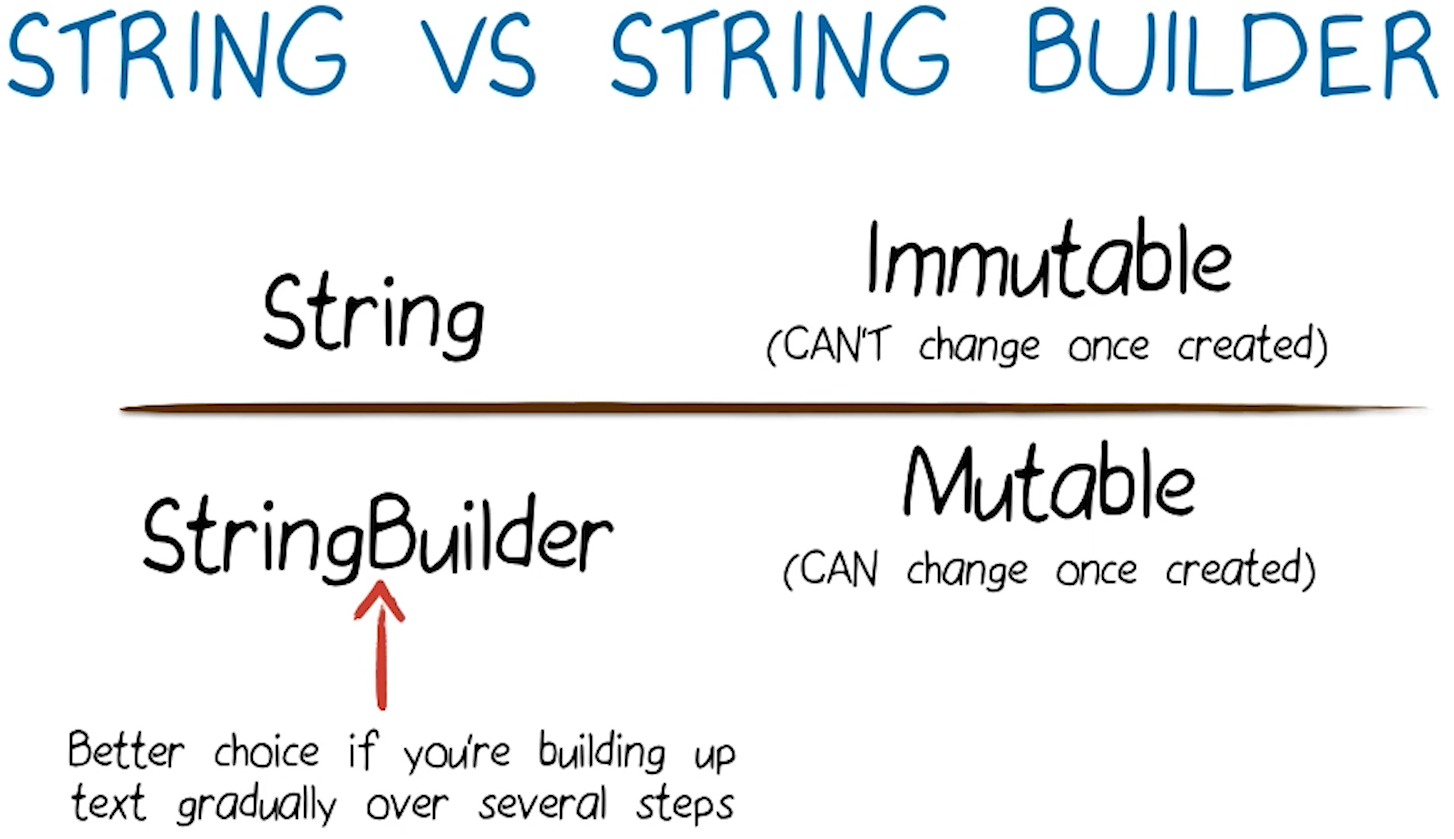 STRING VS STRING BUILDER
String
Immutable
(CAN'T change once created)
StringBuilder
Mutable
(CAN change once created)
Better choice if you're building up
text gradually over several steps